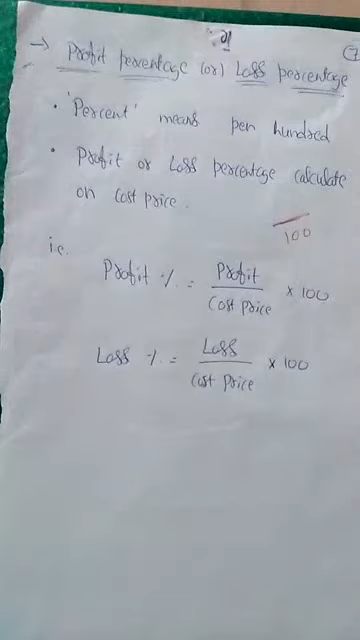 → Profit percentage (or) Loss percentage
• 'Percent' means per hundred
• Profit or Loss percentage calculate
on Cost price.
100
ie.
Profit % = Profit / Cost Price × 100
Loss % = Loss / Cost Price × 100